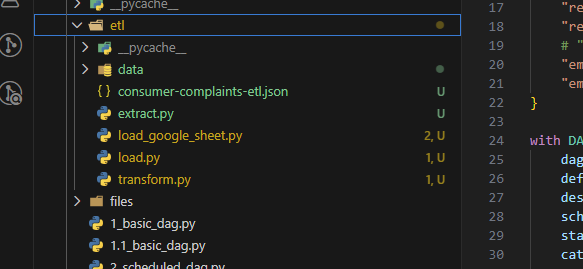 __pycache__
etl
__pycache__
data
{ } consumer-complaints-etl.json U
extract.py U
load_google_sheet.py 2, U
load.py 1, U
transform.py 1, U
files
1_basic_dag.py
1.1_basic_dag.py
2_scheduled_dag.py
17 "re
18 "re
19 # "
20 "em
21 "em
22 }
23
24 with DA
25 dag
26 def
27 des
28 sch
29 sta
30 cat